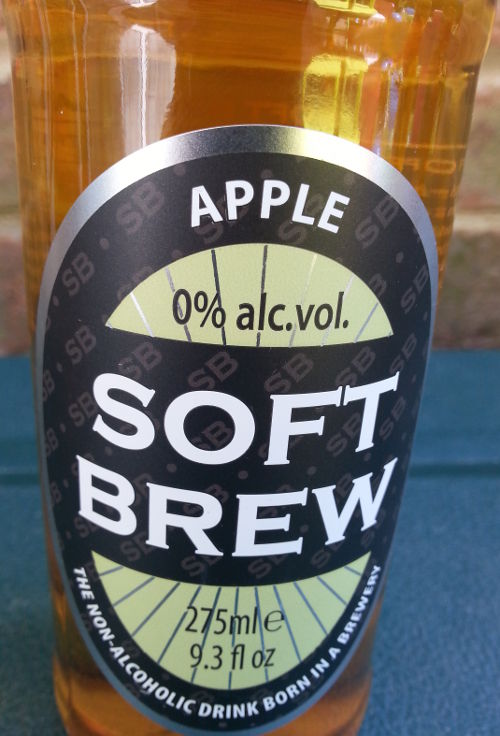 APPLE
0% alc.vol.
SOFT
BREW
275ml e
9.3 fl oz
THE NON-ALCOHOLIC DRINK BORN IN A BREWERY